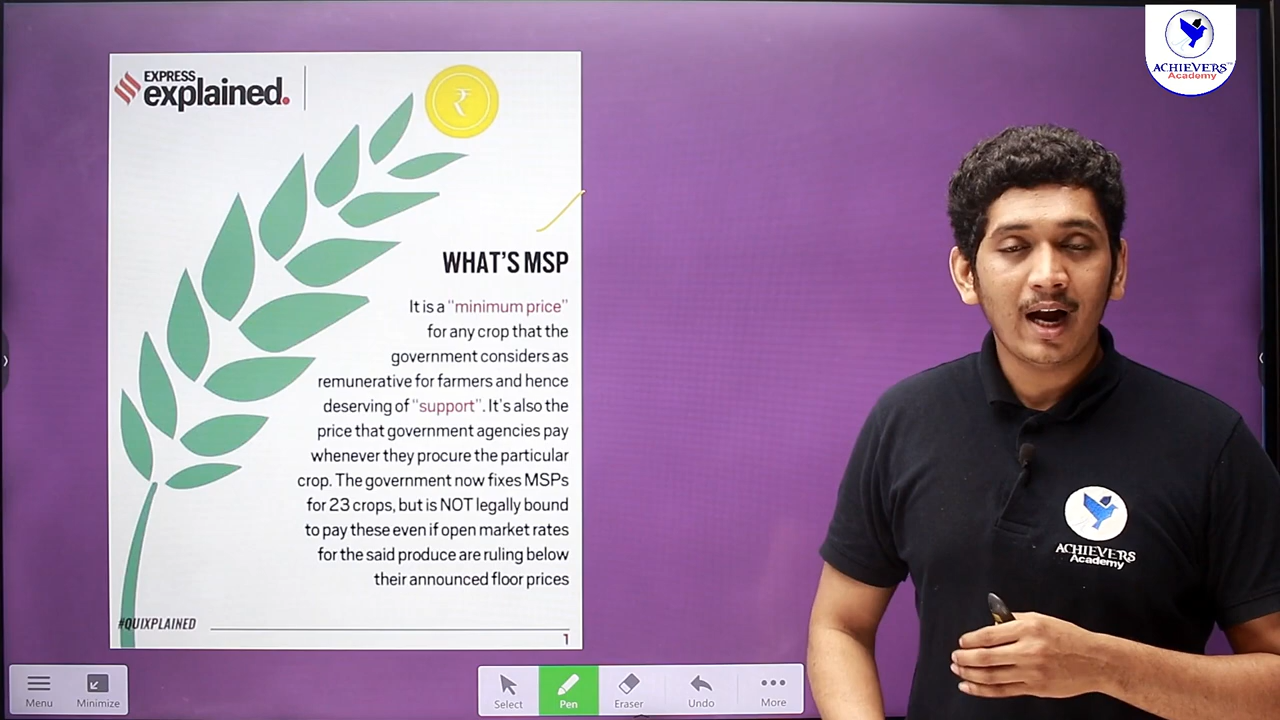 EXPRESS
explained.
₹
WHAT'S MSP
It is a "minimum price"
for any crop that the
government considers as
remunerative for farmers and hence
deserving of "support". It's also the
price that government agencies pay
whenever they procure the particular
crop. The government now fixes MSPs
for 23 crops, but is NOT legally bound
to pay these even if open market rates
for the said produce are ruling below
their announced floor prices
#QUIXPLAINED
1
Menu
Minimize
Select
Pen
Eraser
Undo
More
ACHIEVERS™
Academy
ACHIEVERS
Academy